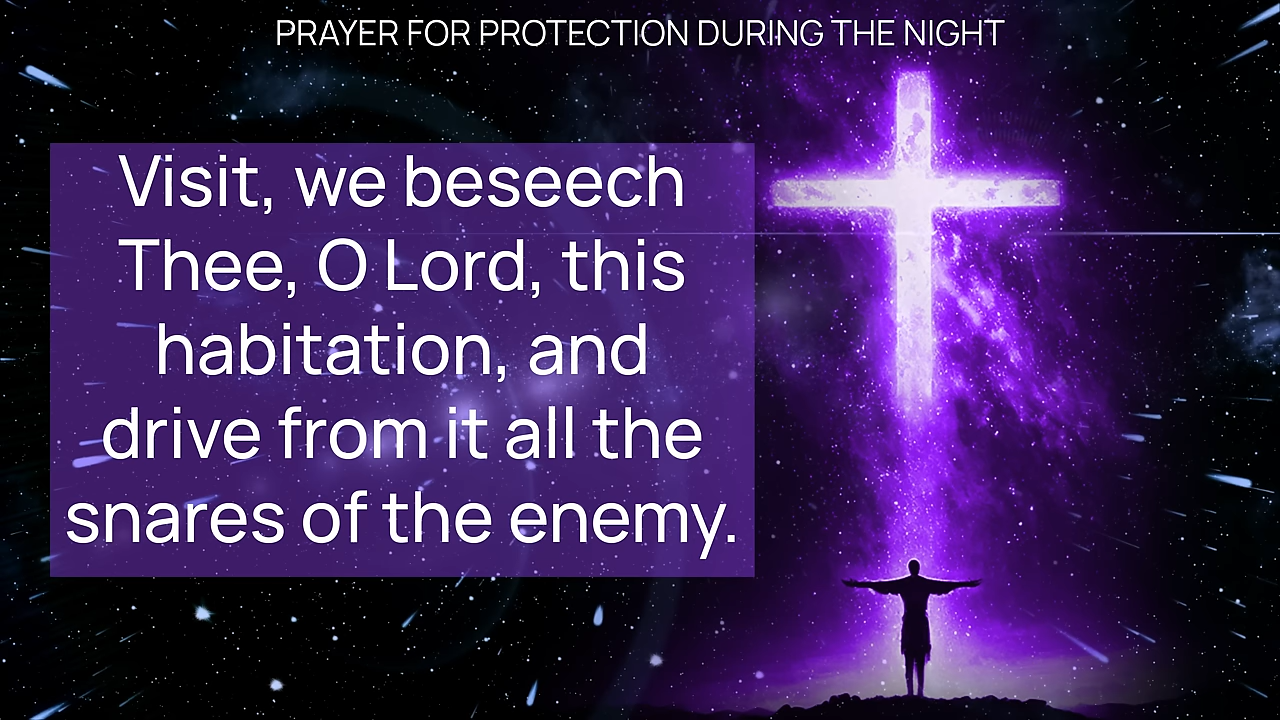 PRAYER FOR PROTECTION DURING THE NIGHT
Visit, we beseech
Thee, O Lord, this
habitation, and
drive from it all the
snares of the enemy.